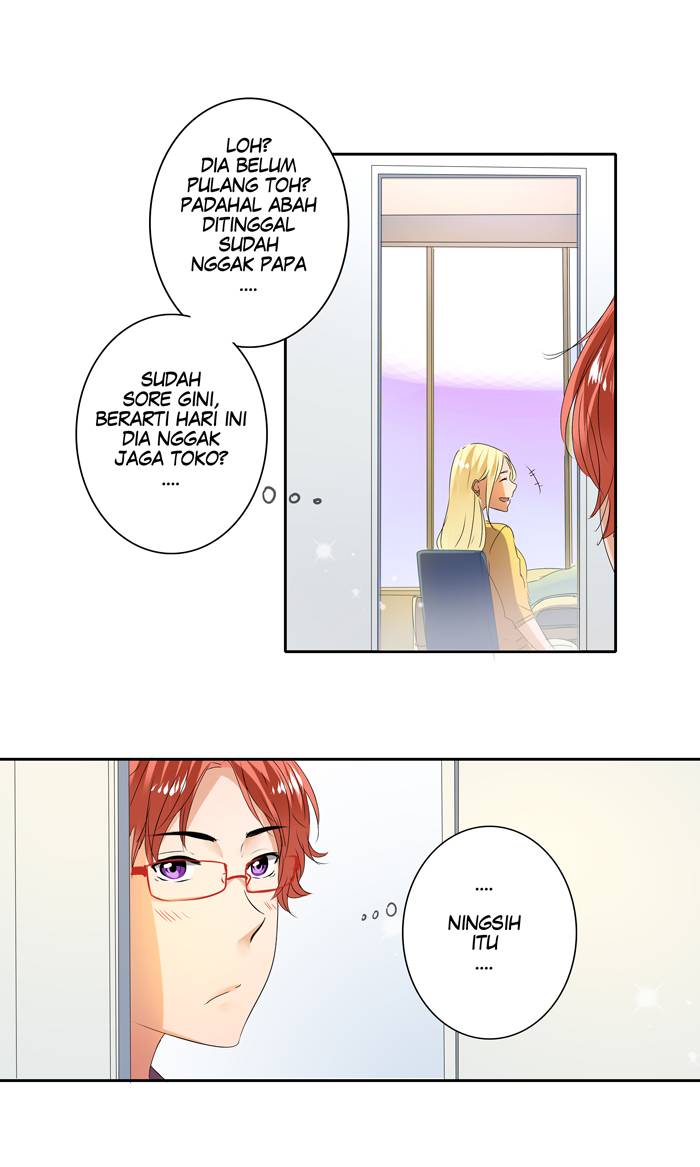 LOH?
DIA BELUM
PULANG TOH?
PADAHAL ABAH
DITINGGAL
SUDAH
NGGAK PAPA
....
SUDAH
SORE GINI,
BERARTI HARI INI
DIA NGGAK
JAGA TOKO?
....
....
NINGSIH
ITU
....